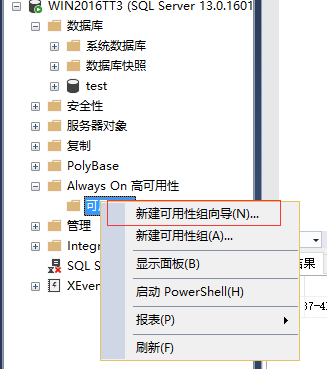 WIN2016TT3 (SQL Server 13.0.1601
数据库
系统数据库
数据库快照
test
安全性
服务器对象
复制
PolyBase
Always On 高可用性
可
新建可用性组向导(N)...
管理
新建可用性组(A)...
Integ
显示面板(B)
结果
SQL S
XEven
启动 PowerShell(H)
37-4
报表(P)
刷新(F)